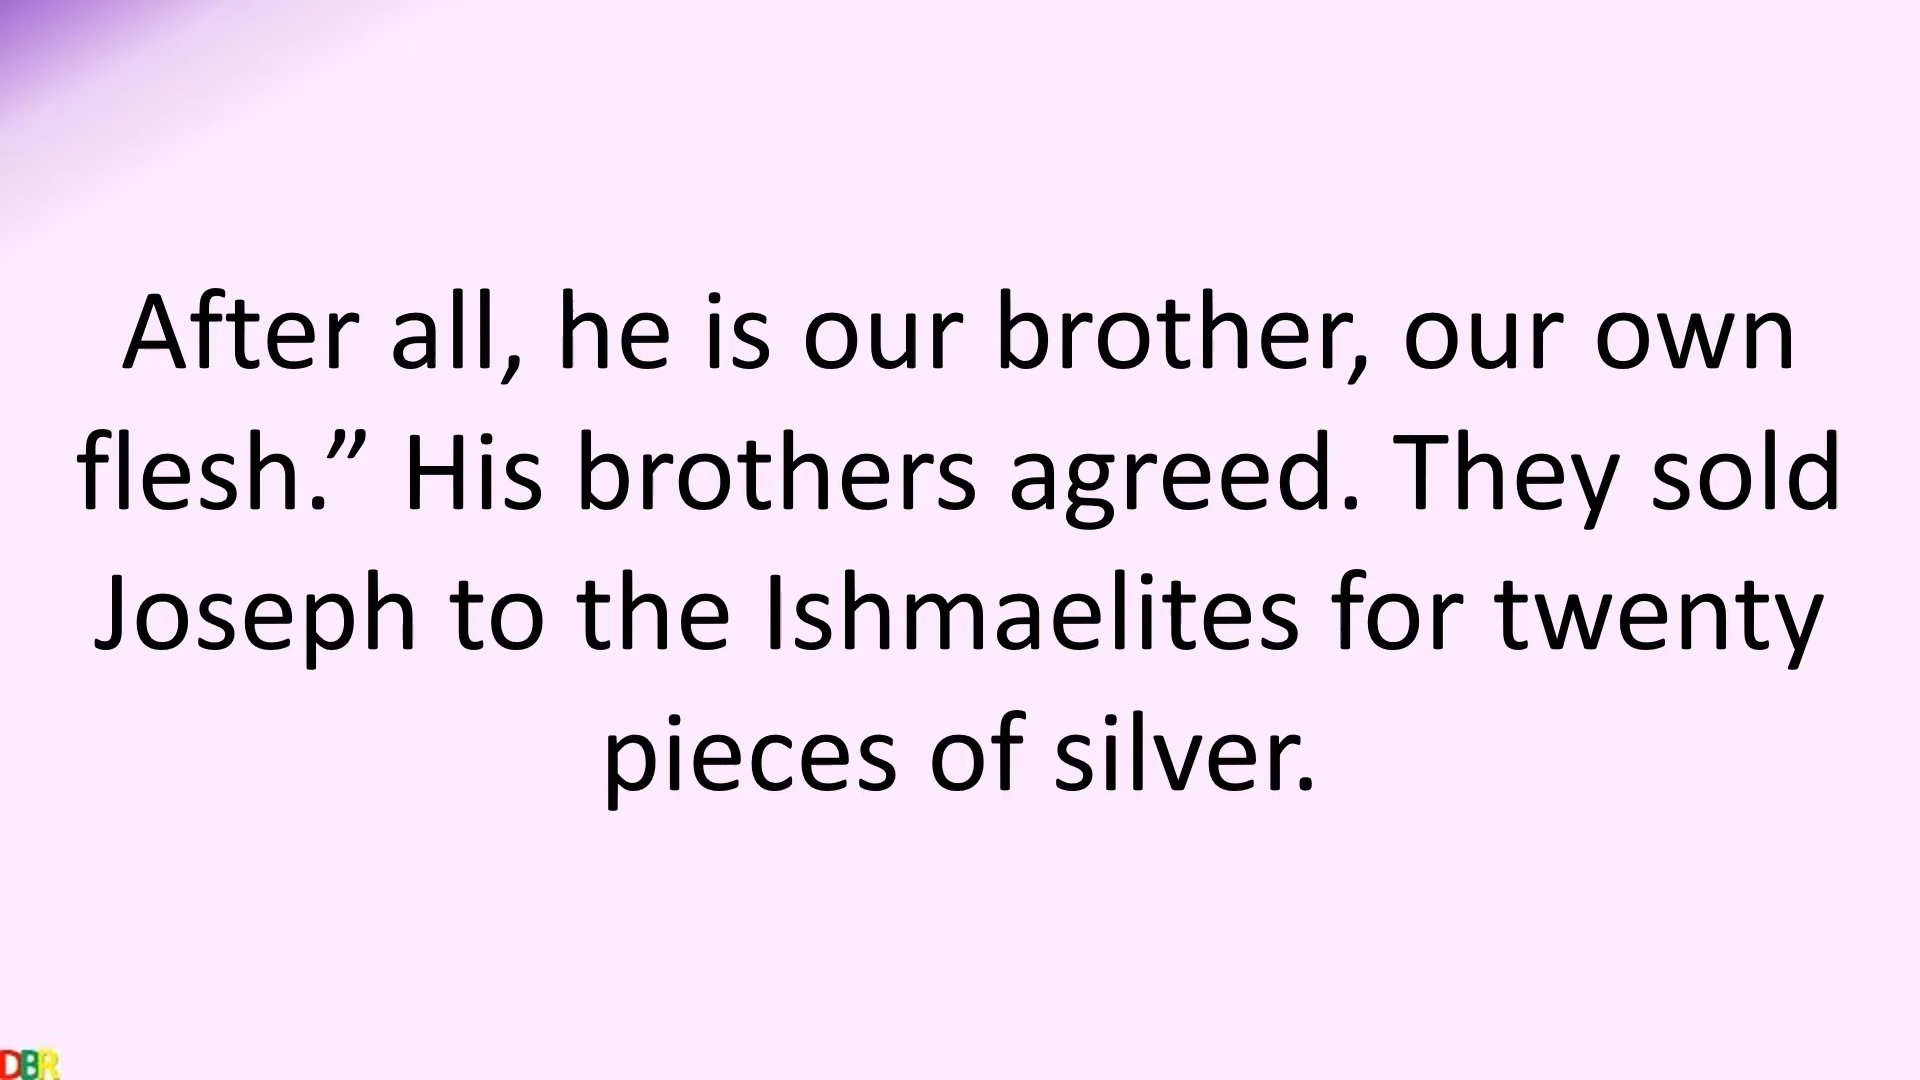 After all, he is our brother, our own
flesh.” His brothers agreed. They sold
Joseph to the Ishmaelites for twenty
pieces of silver.
DBR